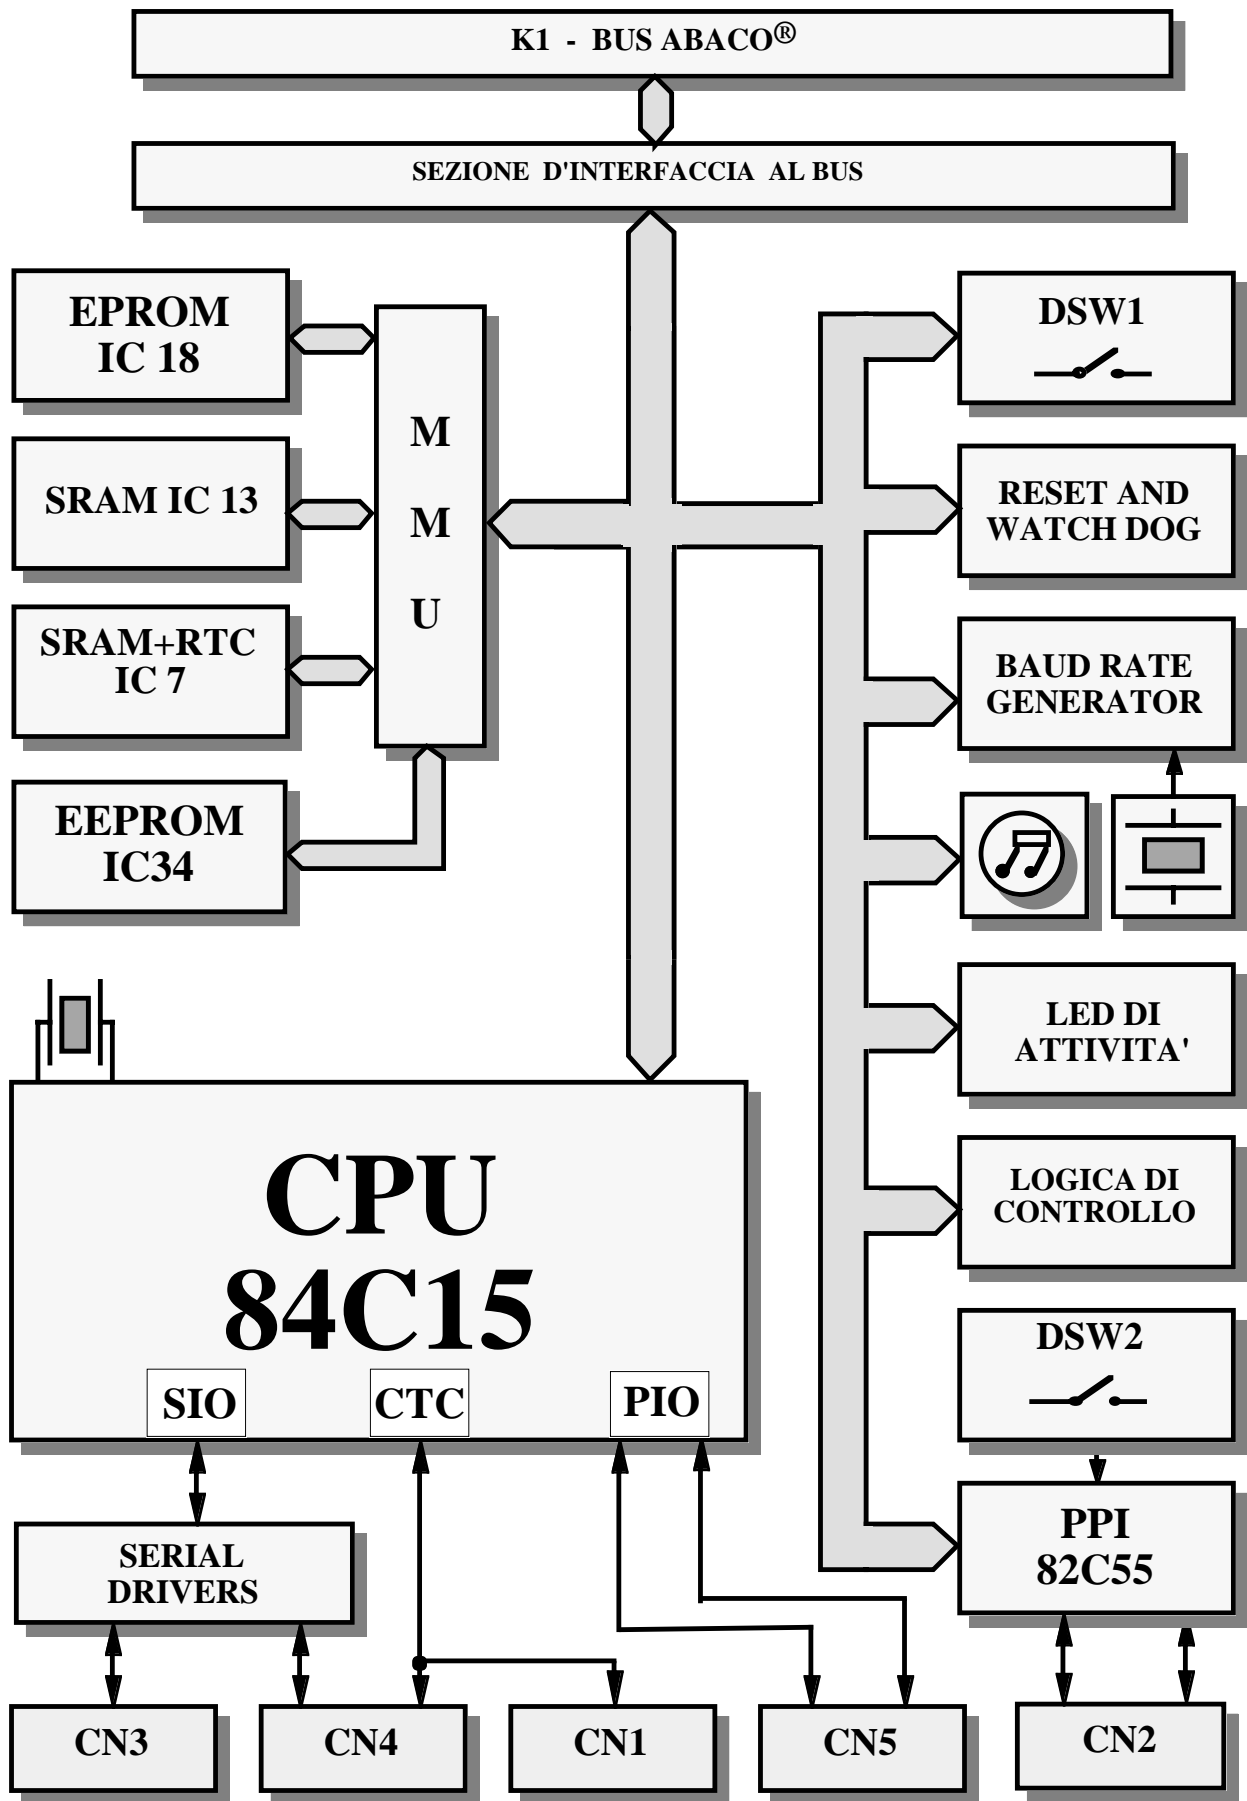 K1 - BUS ABACO®
SEZIONE D'INTERFACCIA AL BUS
EPROM
IC 18
SRAM IC 13
SRAM+RTC
IC 7
EEPROM
IC34
M
M
U
DSW1
RESET AND
WATCH DOG
BAUD RATE
GENERATOR
LED DI
ATTIVITA'
LOGICA DI
CONTROLLO
DSW2
PPI
82C55
CPU
84C15
SIO
CTC
PIO
SERIAL
DRIVERS
CN3
CN4
CN1
CN5
CN2